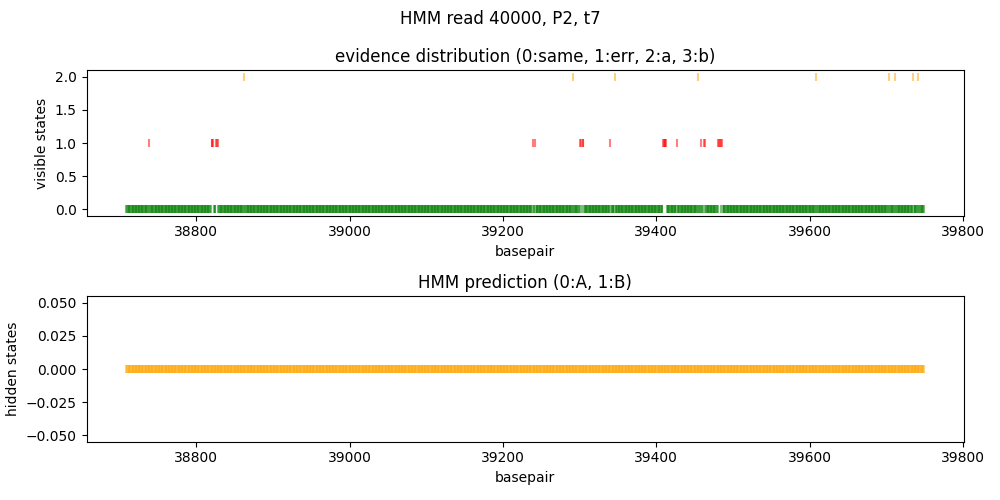 HMM read 40000, P2, t7
evidence distribution (0:same, 1:err, 2:a, 3:b)
2.0
1.5
1.0
0.5
0.0
visible states
38800 39000 39200 39400 39600 39800
basepair
HMM prediction (0:A, 1:B)
0.050
0.025
0.000
−0.025
−0.050
hidden states
38800 39000 39200 39400 39600 39800
basepair